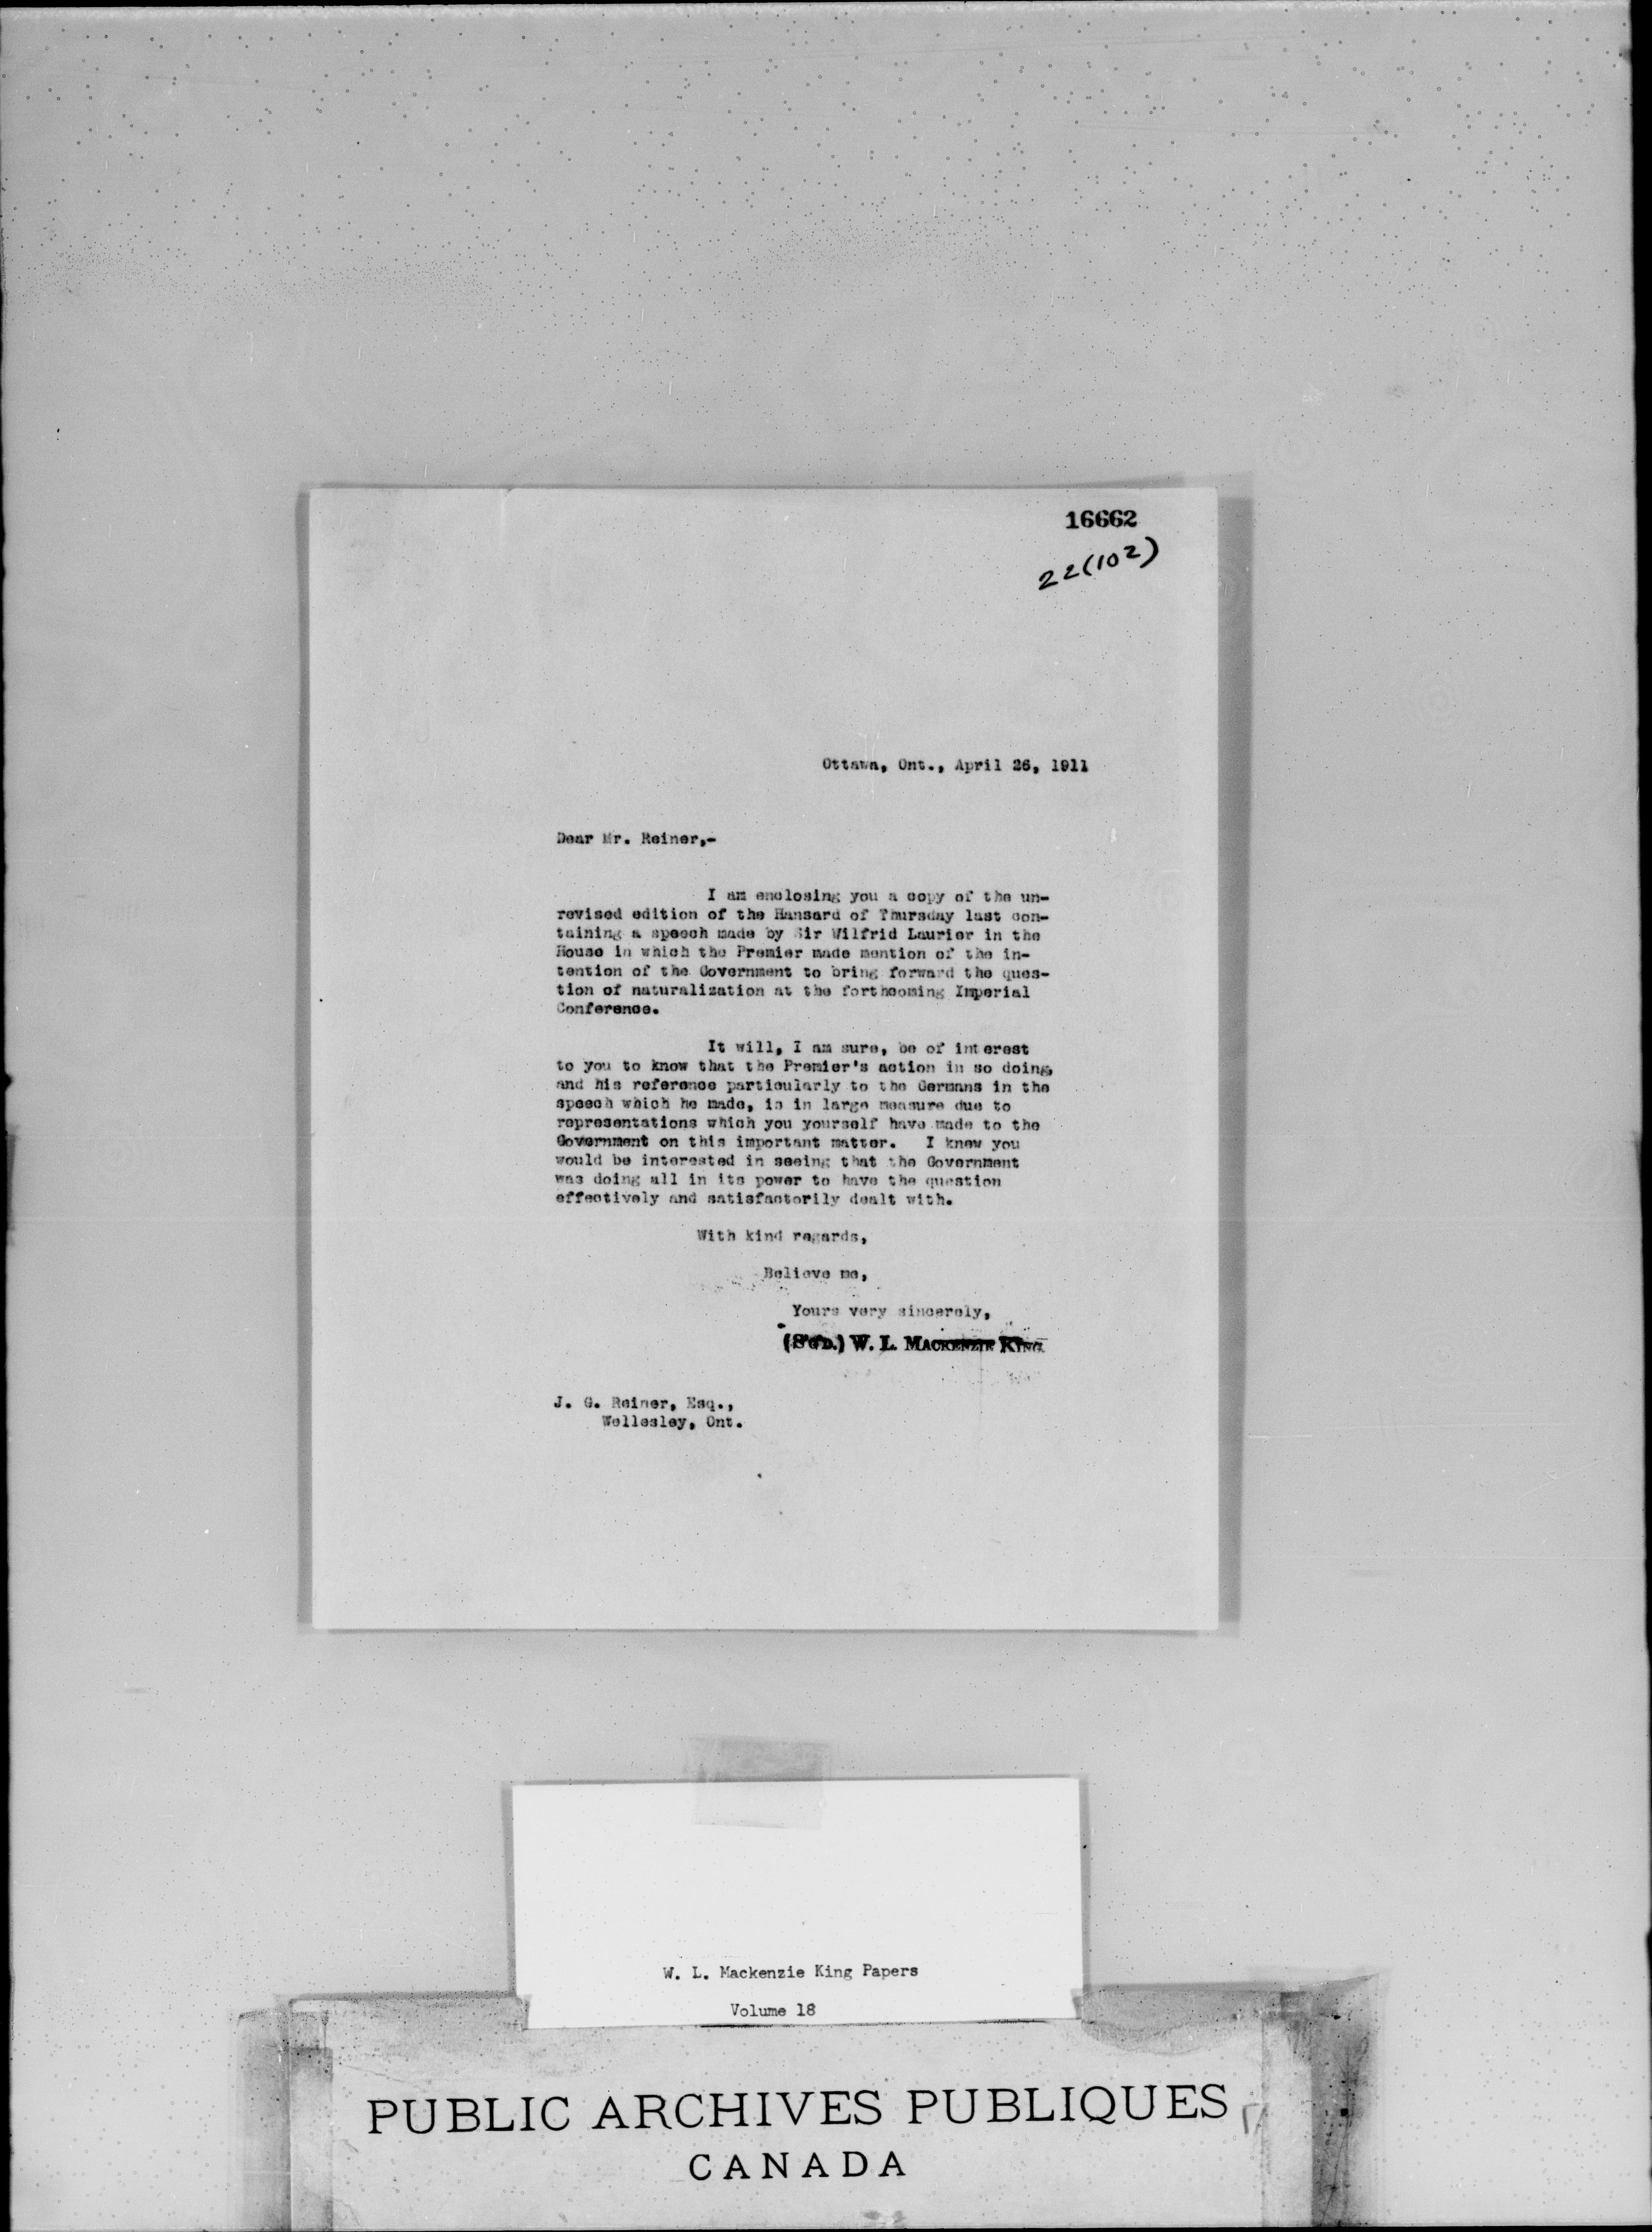 16662
22(102)
Ottawa, Ont., April 26, 1911
Dear Mr. Reiner,-
I am enclosing you a copy of the un-
revised edition of the Hansard of Thursday last con-
taining a speech made by Sir Wilfrid Laurier in the
House in which the Premier made mention of the in-
tention of the Government to bring forward the ques-
tion of naturalization at the forthcoming Imperial
Conference.
It will, I am sure, be of interest
to you to know that the Premier's action in so doing,
and his reference particularly to the Germans in the
speech which he made, is in large measure due to
representations which you yourself have made to the
Government on this important matter. I knew you
would be interested in seeing that the Government
was doing all in its power to have the question
effectively and satisfactorily dealt with.
With kind regards,
Believe me,
Yours very sincerely,
(SGD.) W. L. MACKENZIE KING
J. G. Reiner, Esq.,
Wellesley, Ont.
W. L. Mackenzie King Papers
Volume 18
PUBLIC ARCHIVES PUBLIQUES
CANADA